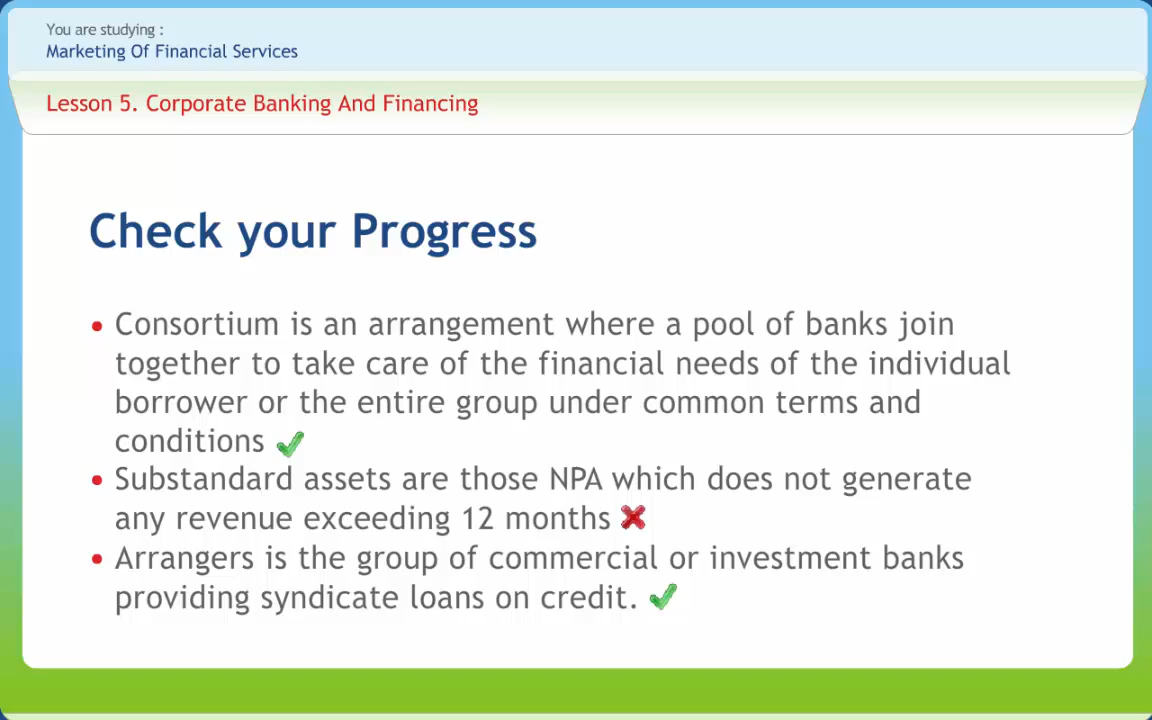 You are studying :
Marketing Of Financial Services
Lesson 5. Corporate Banking And Financing
Check your Progress
• Consortium is an arrangement where a pool of banks join
together to take care of the financial needs of the individual
borrower or the entire group under common terms and
conditions
• Substandard assets are those NPA which does not generate
any revenue exceeding 12 months
• Arrangers is the group of commercial or investment banks
providing syndicate loans on credit.